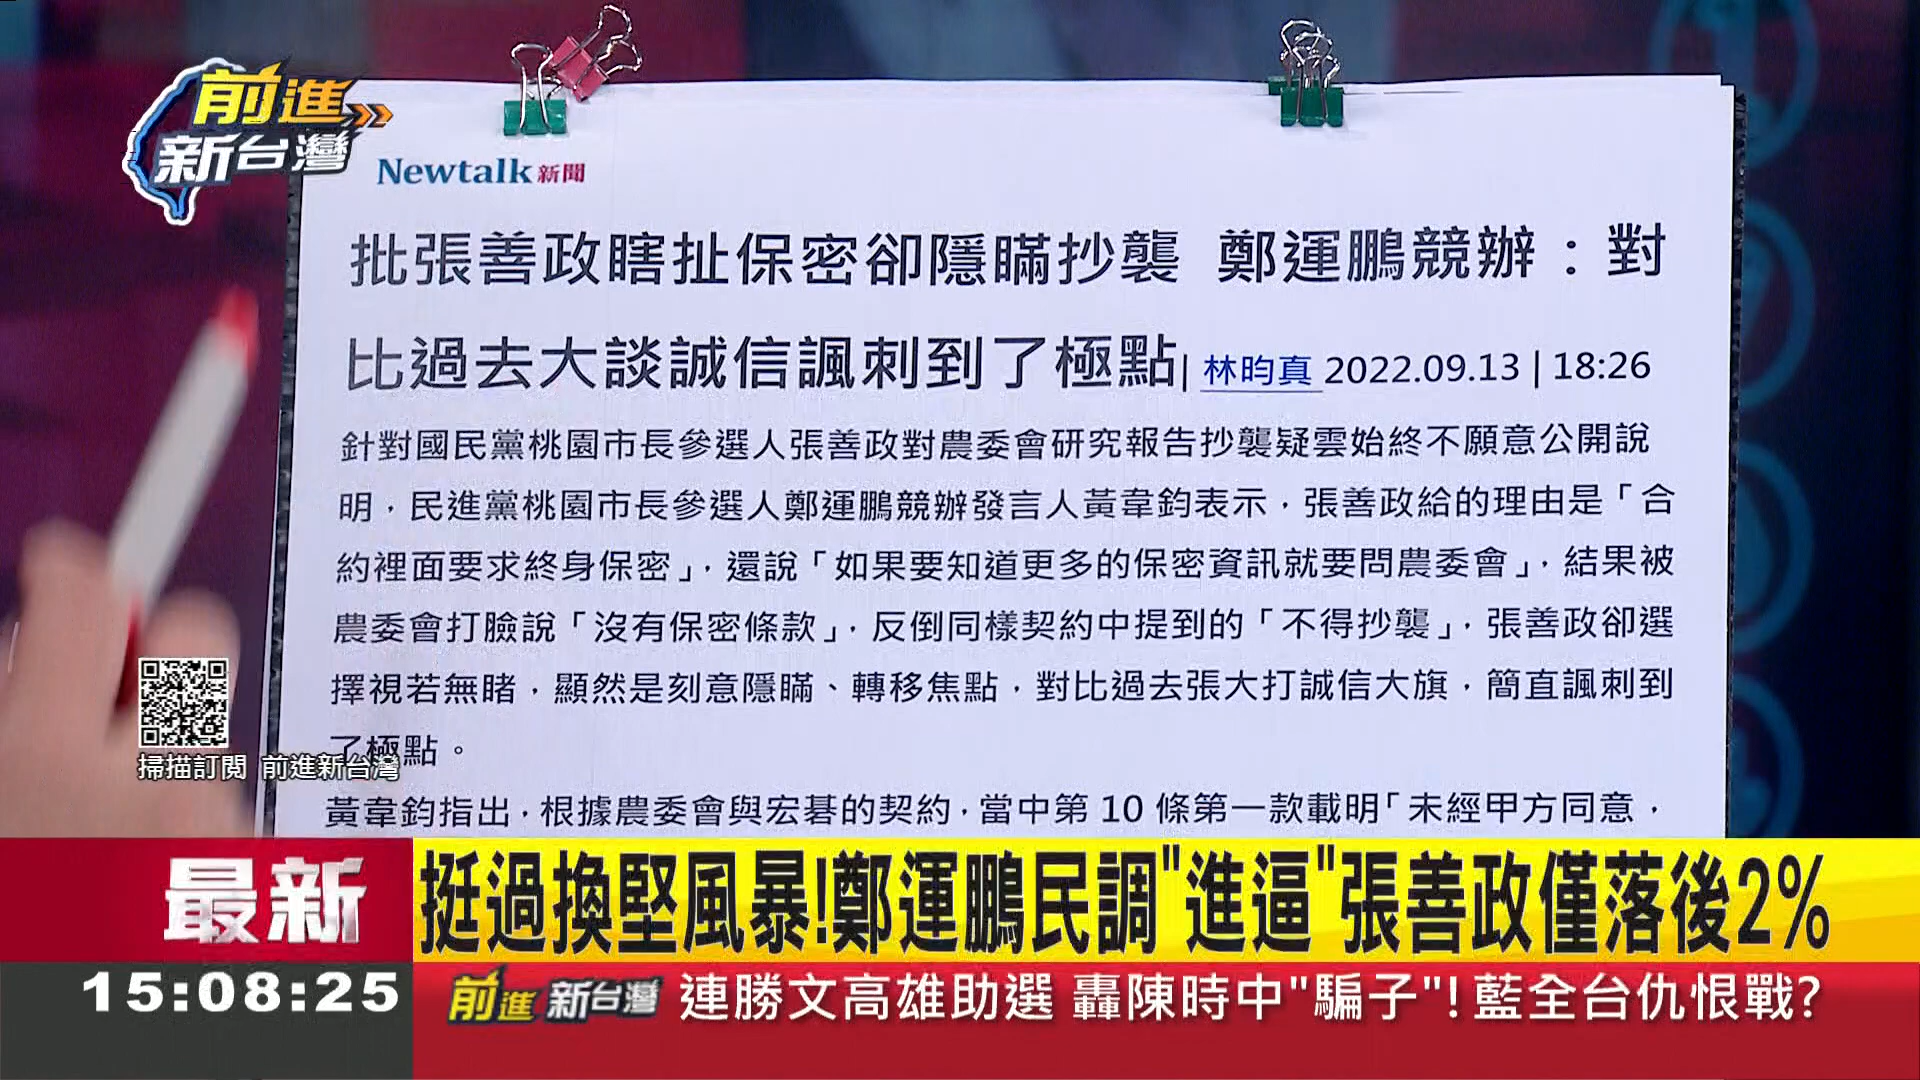 前進
新台灣
Newtalk新聞
批張善政瞎扯保密卻隱瞞抄襲 鄭運鵬競辦：對
比過去大談誠信諷刺到了極點| 林昀真 2022.09.13 | 18:26
針對國民黨桃園市長參選人張善政對農委會研究報告抄襲疑雲始終不願意公開說
明，民進黨桃園市長參選人鄭運鵬競辦發言人黃韋鈞表示，張善政給的理由是「合
約裡面要求終身保密」，還說「如果要知道更多的保密資訊就要問農委會」，結果被
農委會打臉說「沒有保密條款」，反倒同樣契約中提到的「不得抄襲」，張善政卻選
擇視若無睹，顯然是刻意隱瞞、轉移焦點，對比過去張大打誠信大旗，簡直諷刺到
了極點。
掃描訂閱 前進新台灣
黃韋鈞指出，根據農委會與宏碁的契約，當中第 10 條第一款載明「未經甲方同意，
最新
挺過換堅風暴!鄭運鵬民調"進逼"張善政僅落後2%
15:08:25
前進新台灣 連勝文高雄助選 轟陳時中"騙子"!藍全台仇恨戰?